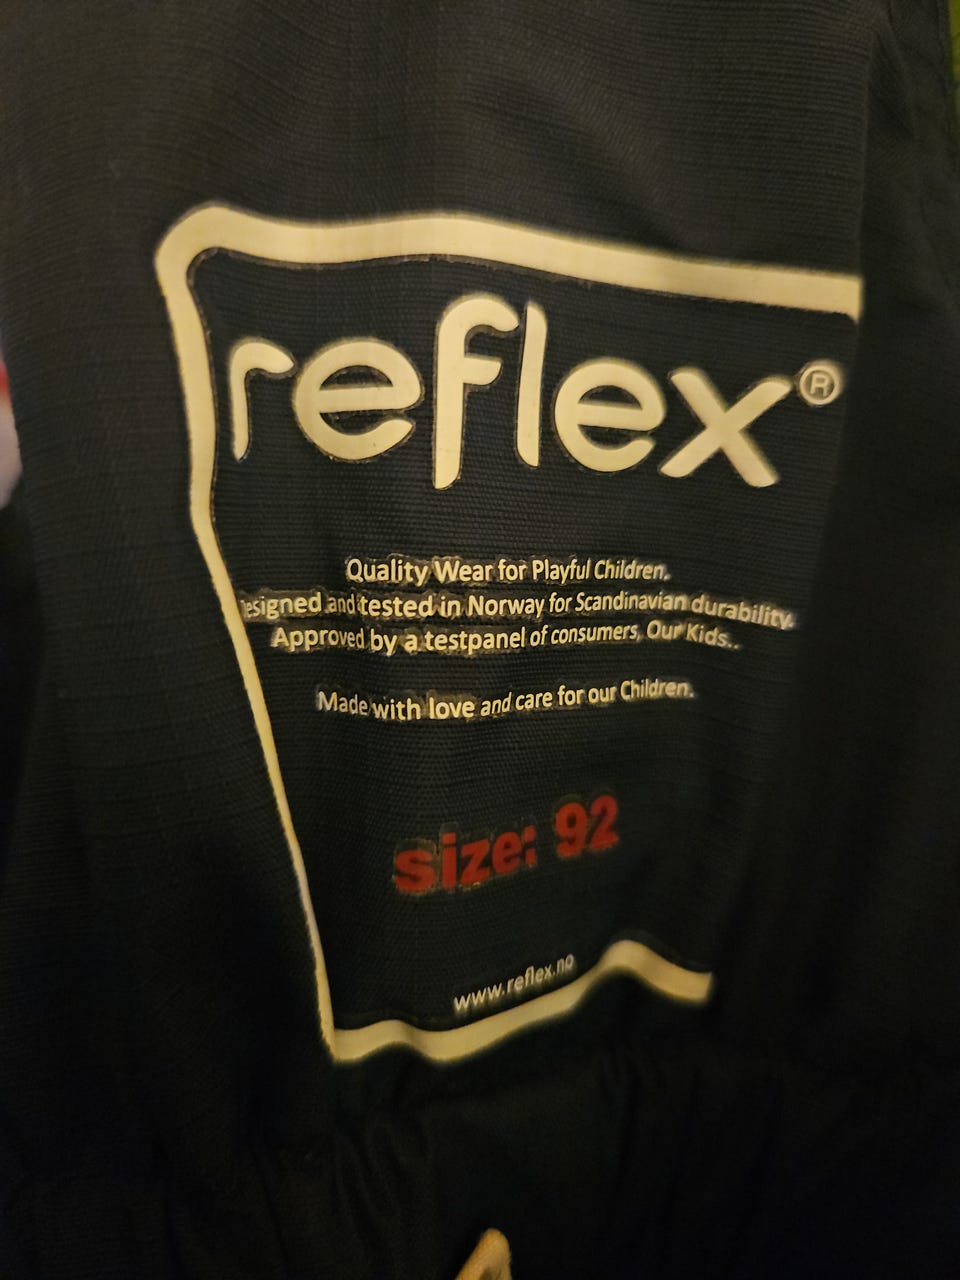 reflex®
Quality Wear for Playful Children.
esigned and tested in Norway for Scandinavian durability.
Approved by a testpanel of consumers, Our Kids..
Made with love and care for our Children.
size: 92
www.reflex.no